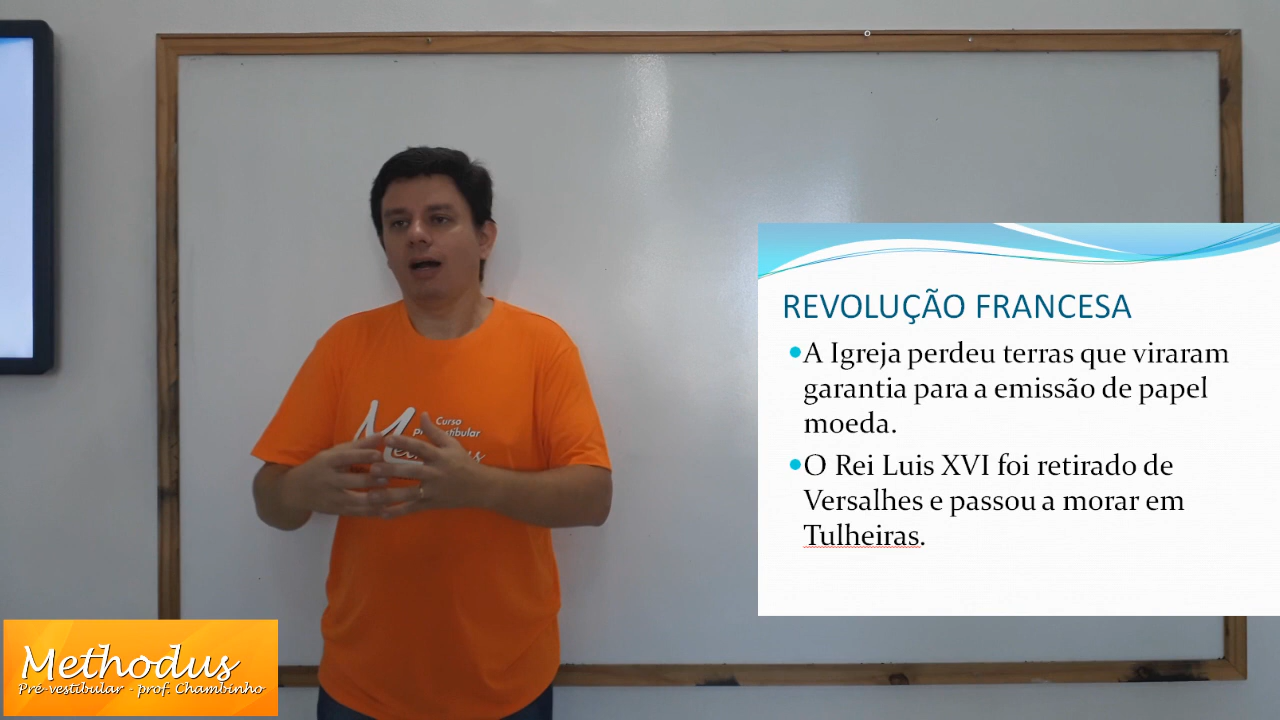 REVOLUÇÃO FRANCESA
A Igreja perdeu terras que viraram
garantia para a emissão de papel
moeda.
O Rei Luis XVI foi retirado de
Versalhes e passou a morar em
Tulheiras.
Curso
Methodus
Pré-vestibular - prof. Chambinho